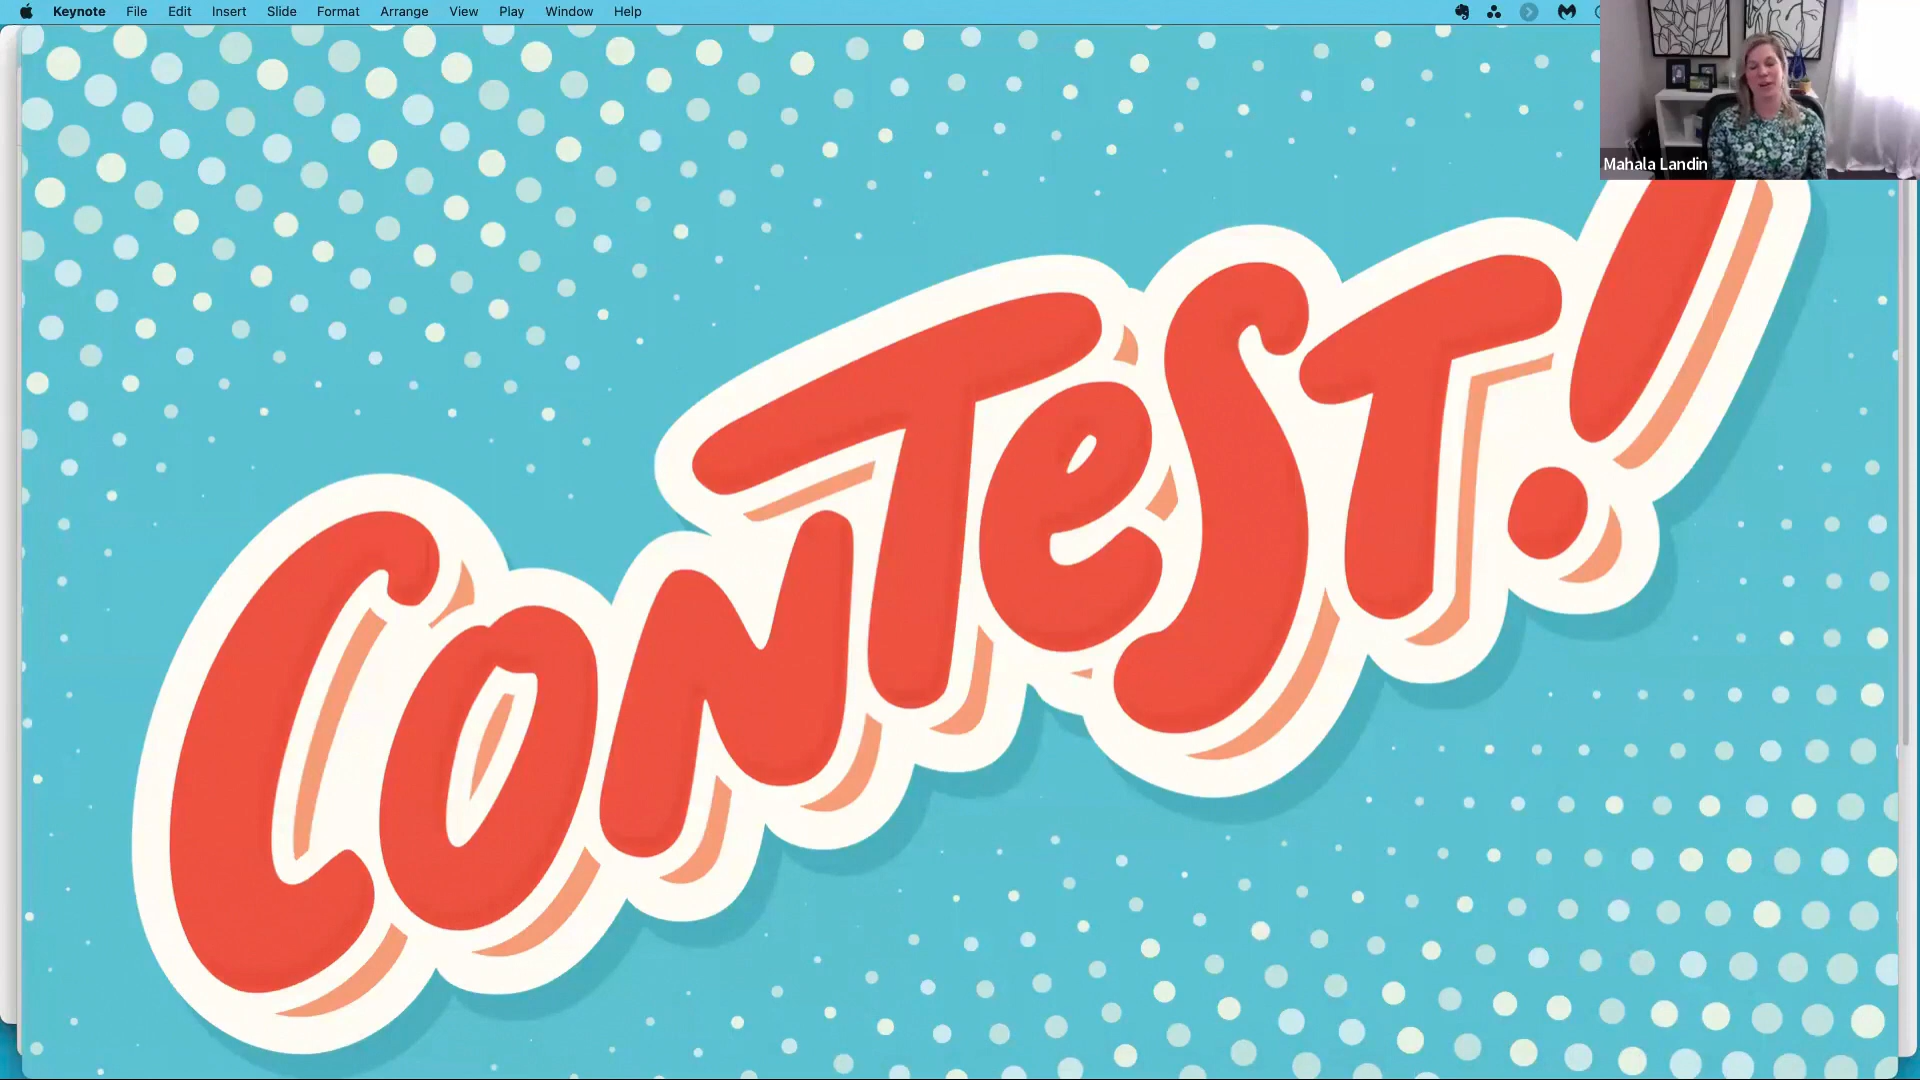 Keynote File Edit Insert Slide Format Arrange View Play Window Help
Mahala Landin
CONTeST!